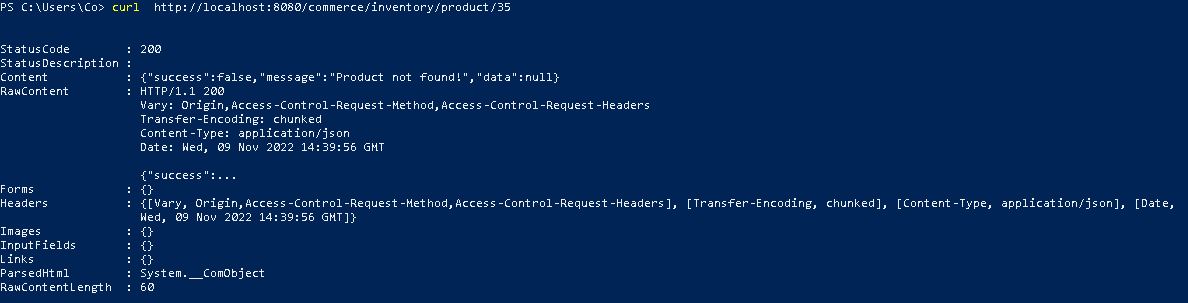 PS C:\Users\Co> curl  http://localhost:8080/commerce/inventory/product/35
StatusCode        : 200
StatusDescription :
Content           : {"success":false,"message":"Product not found!","data":null}
RawContent        : HTTP/1.1 200
                    Vary: Origin,Access-Control-Request-Method,Access-Control-Request-Headers
                    Transfer-Encoding: chunked
                    Content-Type: application/json
                    Date: Wed, 09 Nov 2022 14:39:56 GMT
                    {"success":...
Forms             : {}
Headers           : {[Vary, Origin,Access-Control-Request-Method,Access-Control-Request-Headers], [Transfer-Encoding, chunked], [Content-Type, application/json], [Date,
                    Wed, 09 Nov 2022 14:39:56 GMT]}
Images            : {}
InputFields       : {}
Links             : {}
ParsedHtml        : System.__ComObject
RawContentLength  : 60